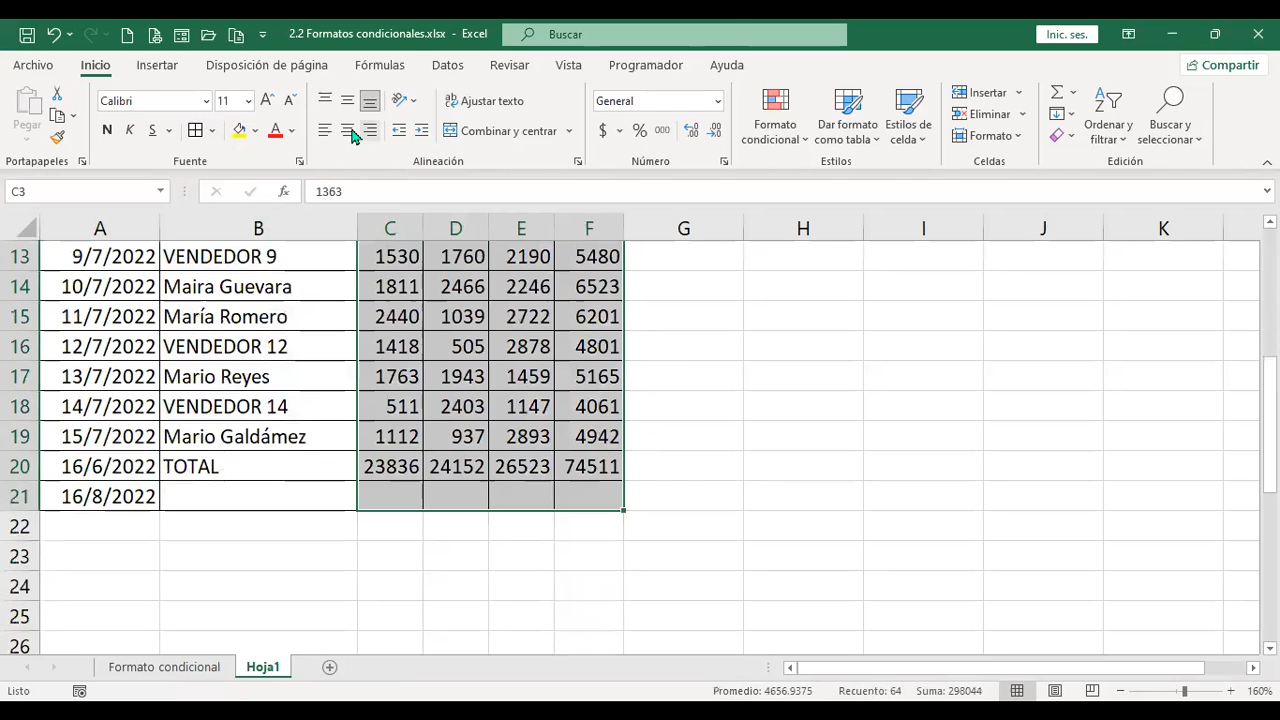 2.2 Formatos condicionales.xlsx - Excel
Buscar
Inic. ses.
Archivo Inicio Insertar Disposición de página Fórmulas Datos Revisar Vista Programador Ayuda Compartir
Pegar
Portapapeles
Calibri 11
N K S
Fuente
Ajustar texto
Combinar y centrar
Alineación
General
$ % 000
Número
Formato condicional
Dar formato como tabla
Estilos de celda
Estilos
Insertar
Eliminar
Formato
Celdas
Ordenar y filtrar
Buscar y seleccionar
Edición
C3 fx 1363
A B C D E F G H I J K
13 9/7/2022 VENDEDOR 9 1530 1760 2190 5480
14 10/7/2022 Maira Guevara 1811 2466 2246 6523
15 11/7/2022 María Romero 2440 1039 2722 6201
16 12/7/2022 VENDEDOR 12 1418 505 2878 4801
17 13/7/2022 Mario Reyes 1763 1943 1459 5165
18 14/7/2022 VENDEDOR 14 511 2403 1147 4061
19 15/7/2022 Mario Galdámez 1112 937 2893 4942
20 16/6/2022 TOTAL 23836 24152 26523 74511
21 16/8/2022
22
23
24
25
26
Formato condicional Hoja1
Listo Promedio: 4656.9375 Recuento: 64 Suma: 298044 160%